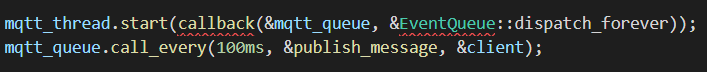 mqtt_thread.start(callback(&mqtt_queue, &EventQueue::dispatch_forever));
mqtt_queue.call_every(100ms, &publish_message, &client);